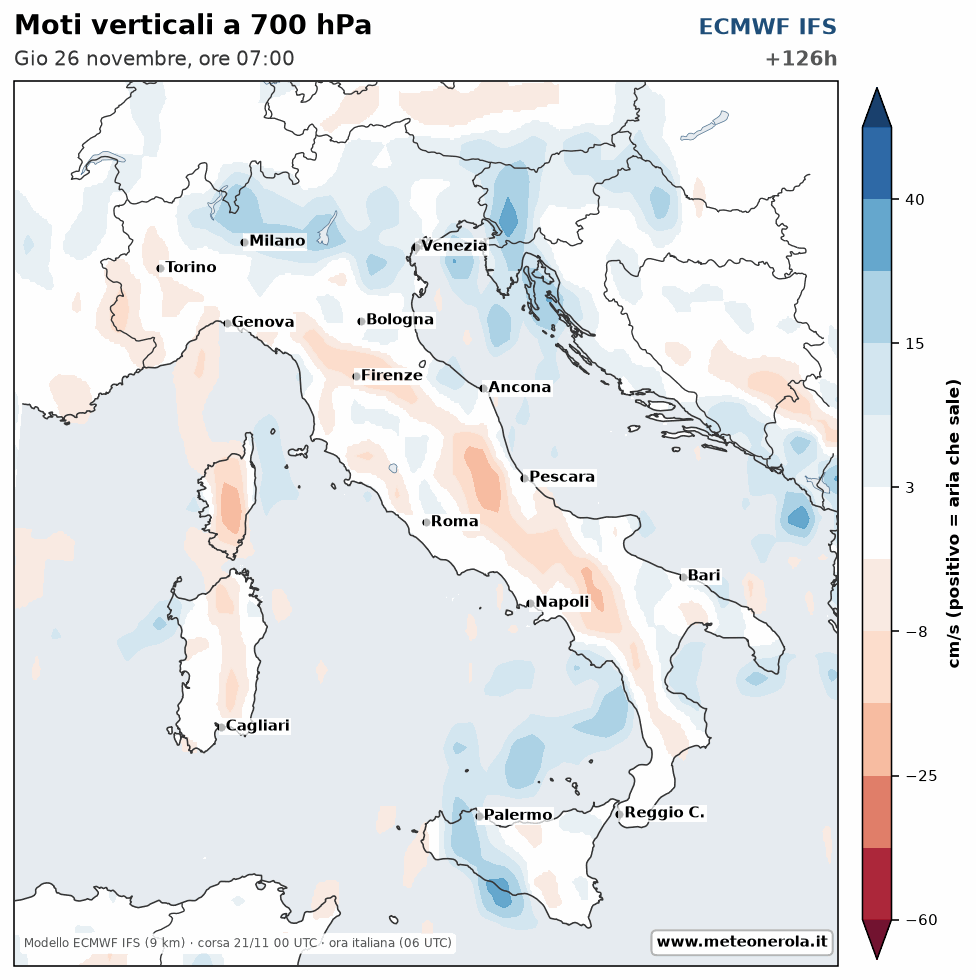 Moti verticali a 700 hPa
ECMWF IFS
Gio 26 novembre, ore 07:00
+126h
Milano
Venezia
Torino
Genova
Bologna
Firenze
Ancona
Pescara
Roma
Bari
Napoli
Cagliari
Palermo
Reggio C.
40
15
3
−8
−25
−60
cm/s (positivo = aria che sale)
Modello ECMWF IFS (9 km) · corsa 21/11 00 UTC · ora italiana (06 UTC)
www.meteonerola.it